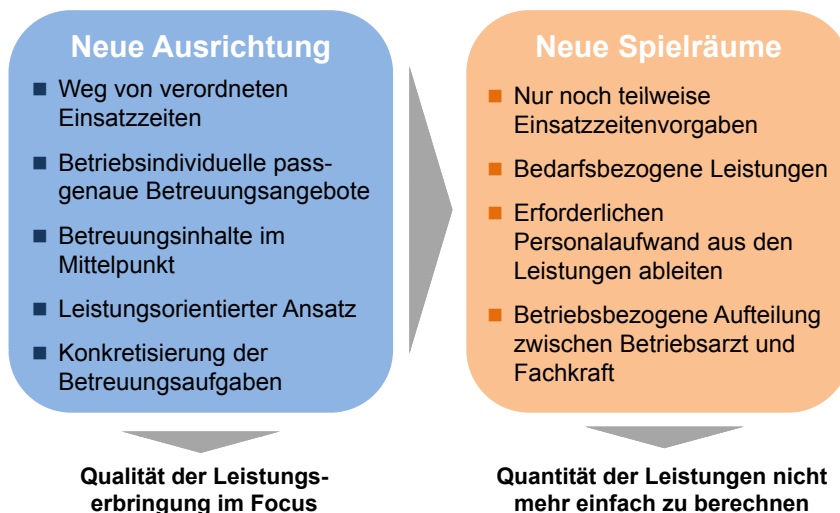 Neue Ausrichtung
Weg von verordneten
Einsatzzeiten
Betriebsindividuelle pass-
genaue Betreuungsangebote
Betreuungsinhalte im
Mittelpunkt
Leistungsorientierter Ansatz
Konkretisierung der
Betreuungsaufgaben
Qualität der Leistungs-
erbringung im Focus
Neue Spielräume
Nur noch teilweise
Einsatzzeitenvorgaben
Bedarfsbezogene Leistungen
Erforderlichen
Personalaufwand aus den
Leistungen ableiten
Betriebsbezogene Aufteilung
zwischen Betriebsarzt und
Fachkraft
Quantität der Leistungen nicht
mehr einfach zu berechnen